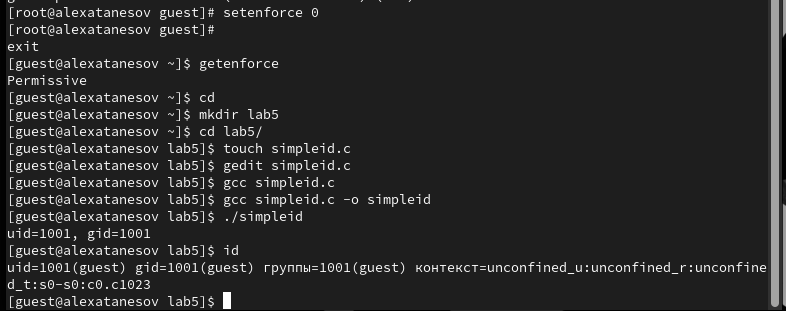 [root@alexatanesov guest]# setenforce 0
[root@alexatanesov guest]#
exit
[guest@alexatanesov ~]$ getenforce
Permissive
[guest@alexatanesov ~]$ cd
[guest@alexatanesov ~]$ mkdir lab5
[guest@alexatanesov ~]$ cd lab5/
[guest@alexatanesov lab5]$ touch simpleid.c
[guest@alexatanesov lab5]$ gedit simpleid.c
[guest@alexatanesov lab5]$ gcc simpleid.c
[guest@alexatanesov lab5]$ gcc simpleid.c -o simpleid
[guest@alexatanesov lab5]$ ./simpleid
uid=1001, gid=1001
[guest@alexatanesov lab5]$ id
uid=1001(guest) gid=1001(guest) группы=1001(guest) контекст=unconfined_u:unconfined_r:unconfine
d_t:s0-s0:c0.c1023
[guest@alexatanesov lab5]$